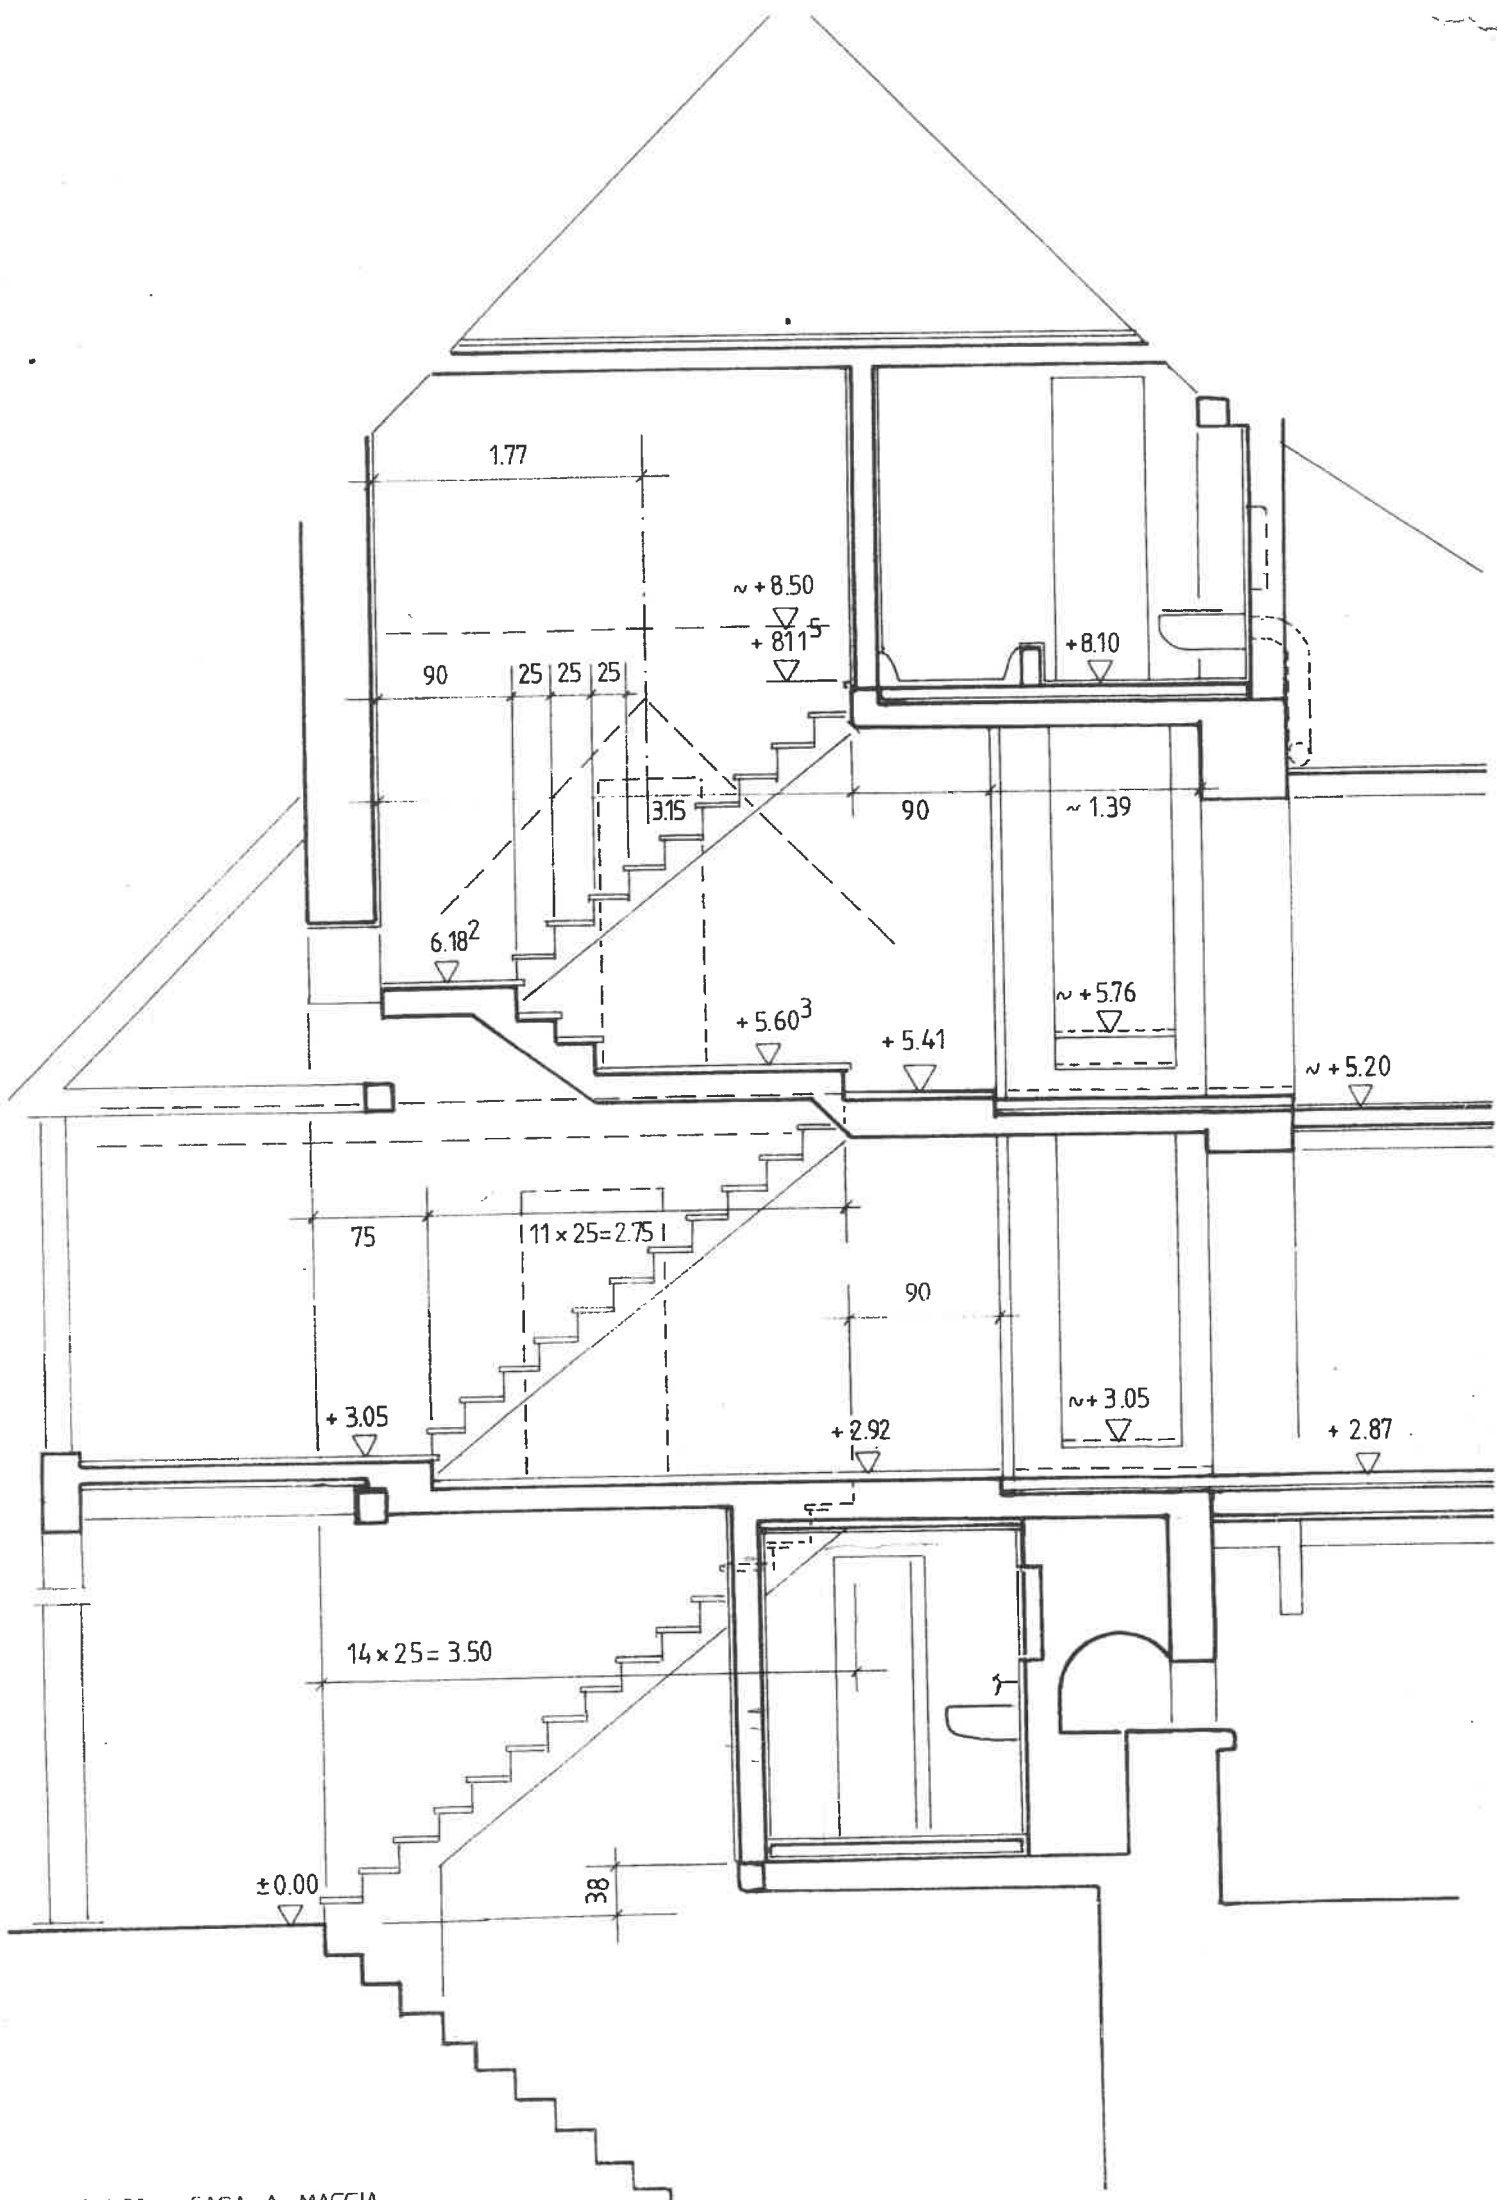 1.77
~ + 8.50
+ 811⁵
+8.10
90 25 25 25
3.15 90 ~ 1.39
6.18²
~ + 5.76
+ 5.60³
+ 5.41
~ + 5.20
75 11 × 25 = 2.75
90
+ 3.05
~ + 3.05
+ 2.92
+ 2.87
14 × 25 = 3.50
± 0.00
38
CASA A MAGGIA